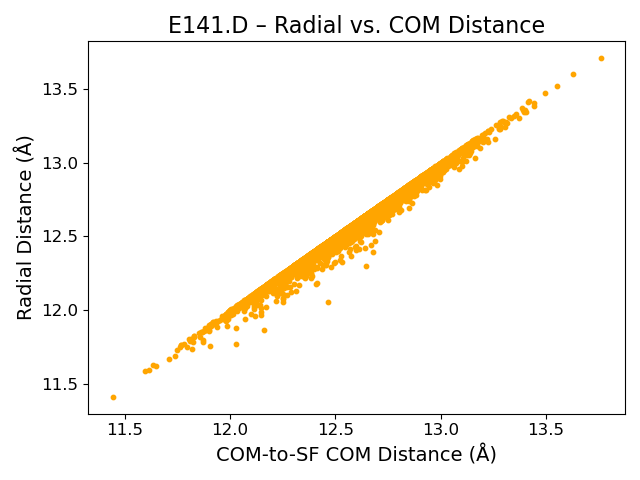 E141.D – Radial vs. COM Distance
Radial Distance (Å)
13.5
13.0
12.5
12.0
11.5
11.5 12.0 12.5 13.0 13.5
COM-to-SF COM Distance (Å)